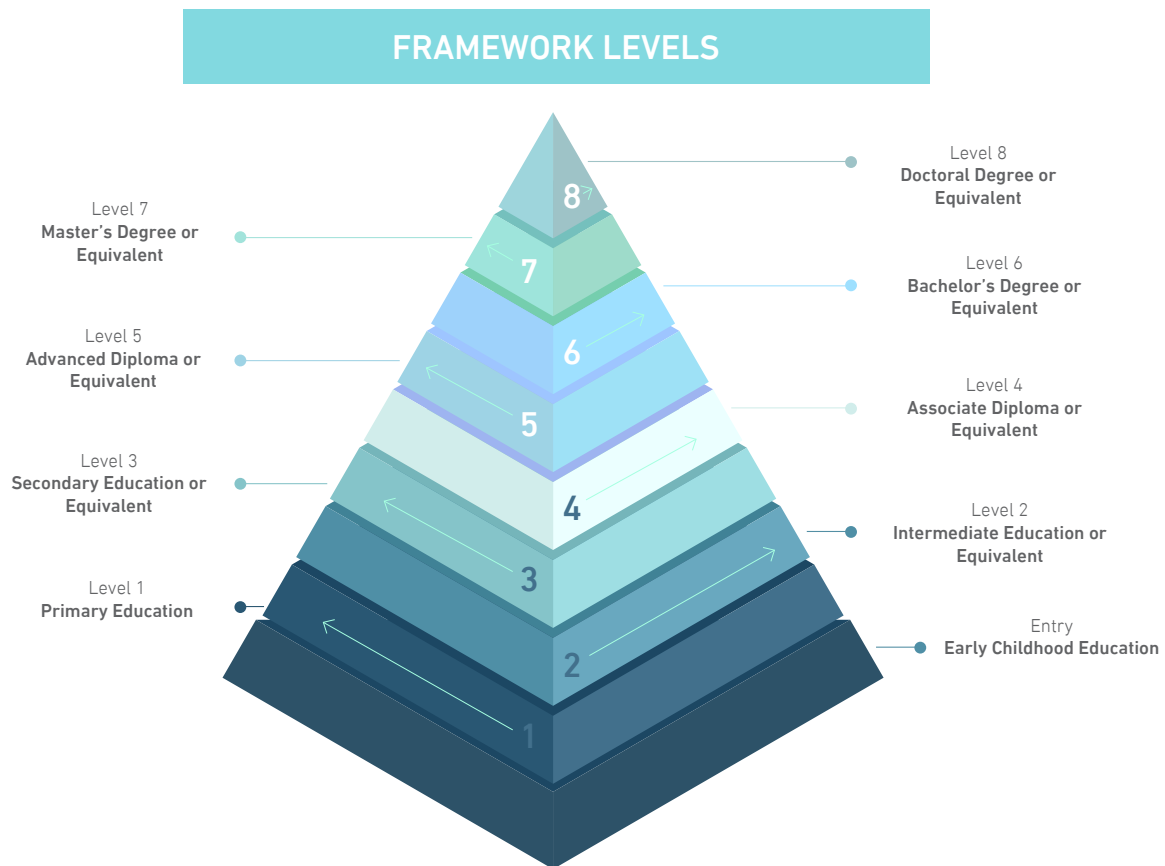 FRAMEWORK LEVELS
Level 8
Doctoral Degree or
Equivalent
8
Level 7
Master's Degree or
Equivalent
7
Level 6
Bachelor's Degree or
Equivalent
6
Level 5
Advanced Diploma or
Equivalent
5
Level 4
Associate Diploma or
Equivalent
4
Level 3
Secondary Education or
Equivalent
3
Level 2
Intermediate Education or
Equivalent
2
Level 1
Primary Education
1
Entry
Early Childhood Education